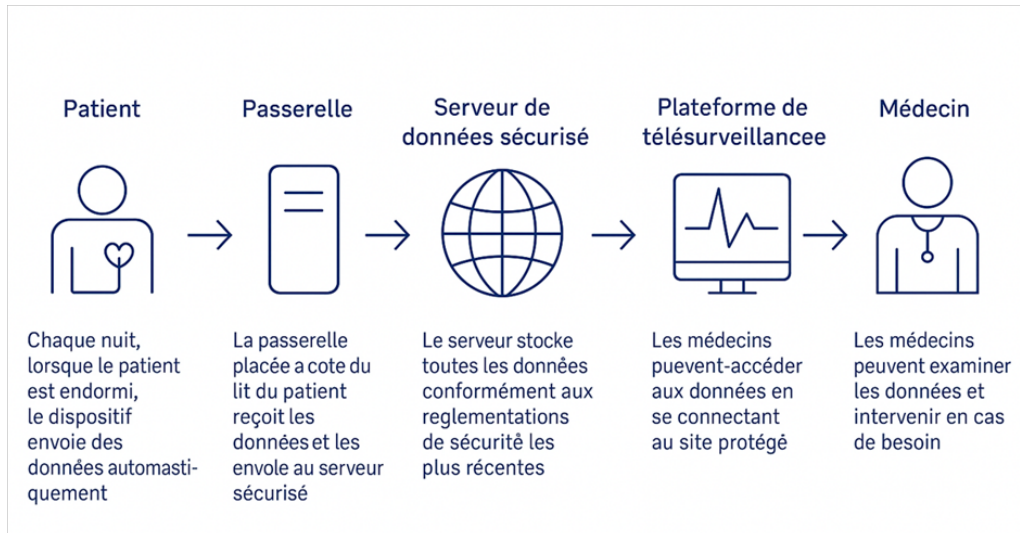 Patient
Passerelle
Serveur de
données sécurisé
Plateforme de
télésurveillancee
Médecin
Chaque nuit,
lorsque le patient
est endormi,
le dispositif
envoie des
données automasti-
quement
La passerelle
placée a cote du
lit du patient
reçoit les
données et les
envole au serveur
sécurisé
Le serveur stocke
toutes les donnêes
conformément aux
reglementations
de sécuritê les
plus récentes
Les médecins
puevent-accéder
aux données en
se connectant
au site protégé
Les médecins
peuvent examiner
les données et
intervenir en cas
de besoin